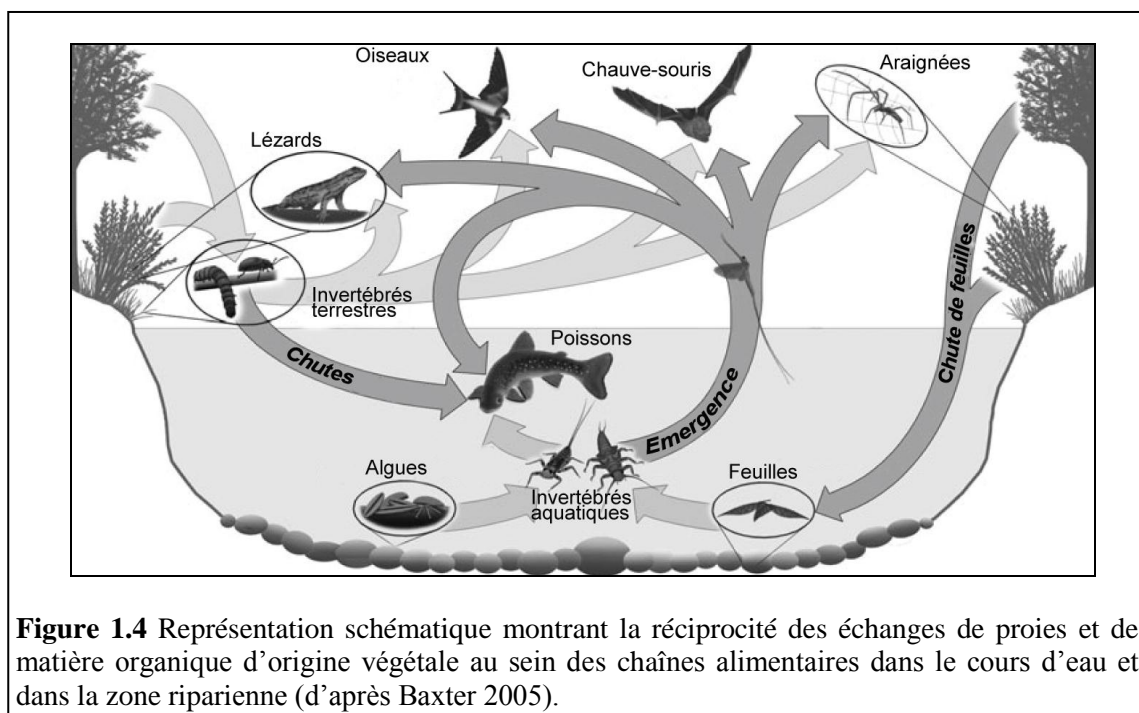 Oiseaux
Chauve-souris
Araignées
Lézards
Invertébrés
terrestres
Chute de feuilles
Poissons
Chutes
Emergence
Algues
Invertébrés
aquatiques
Feuilles
Figure 1.4 Représentation schématique montrant la réciprocité des échanges de proies et de
matière organique d’origine végétale au sein des chaînes alimentaires dans le cours d’eau et
dans la zone riparienne (d’après Baxter 2005).